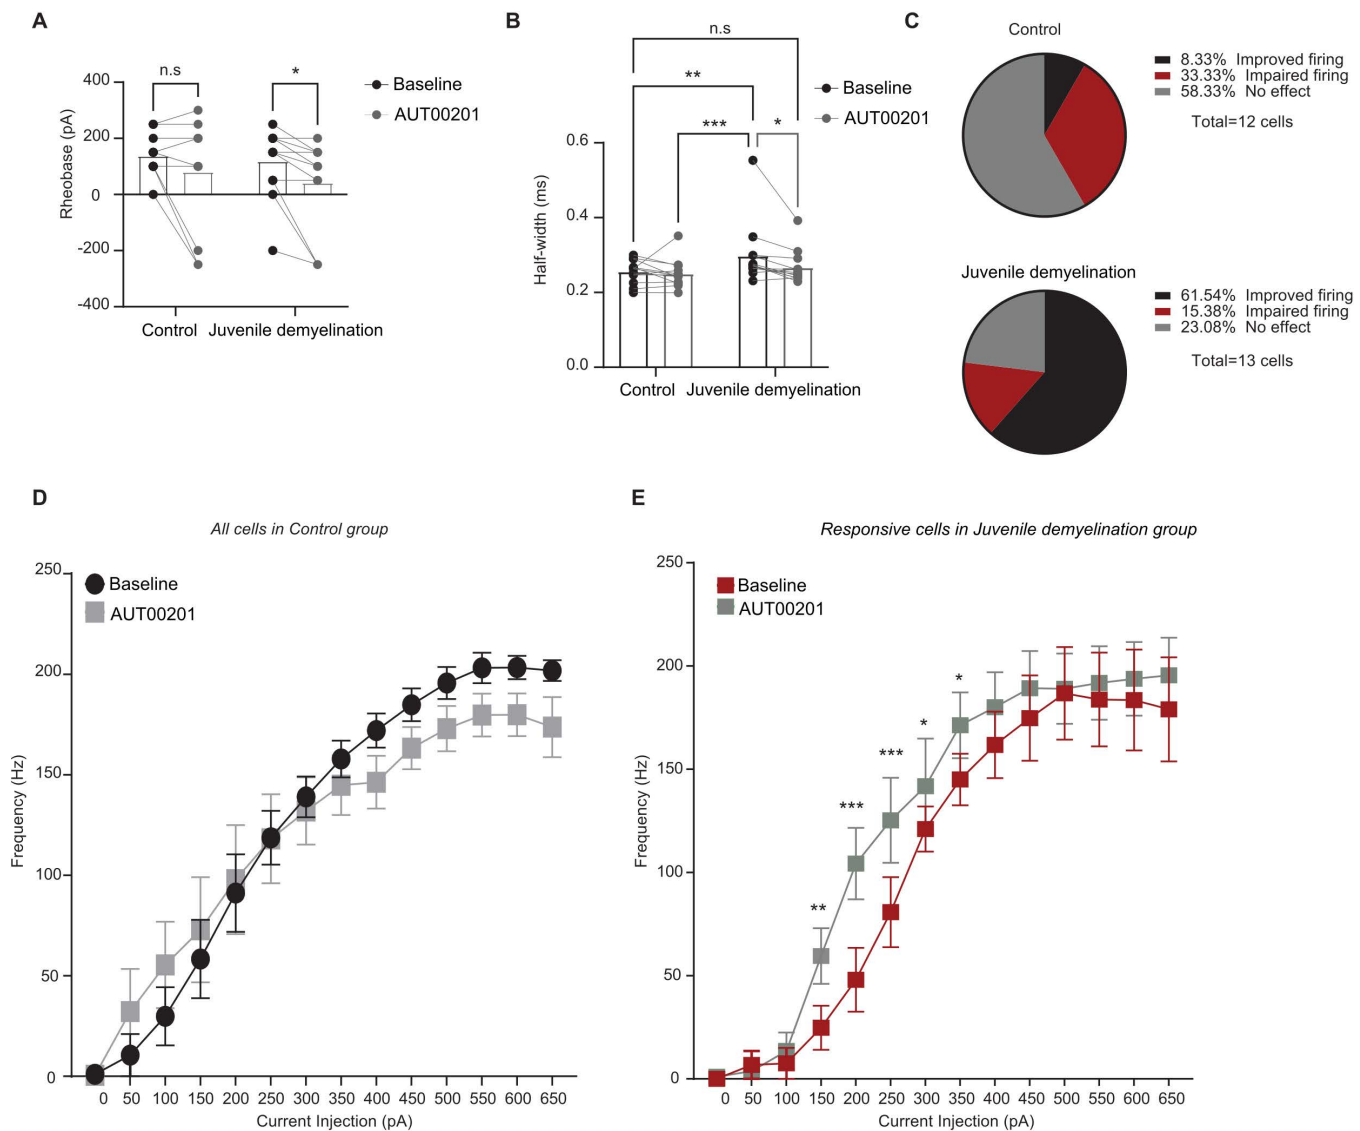 A
n.s
*
Baseline
AUT00201
400
200
0
-200
-400
Rheobase (pA)
Control
Juvenile demyelination
B
n.s
**
***
*
Baseline
AUT00201
0.6
0.4
0.2
0.0
Half-width (ms)
Control
Juvenile demyelination
C
Control
8.33% Improved firing
33.33% Impaired firing
58.33% No effect
Total=12 cells
Juvenile demyelination
61.54% Improved firing
15.38% Impaired firing
23.08% No effect
Total=13 cells
D
All cells in Control group
Baseline
AUT00201
250
200
150
100
50
0
Frequency (Hz)
0 50 100 150 200 250 300 350 400 450 500 550 600 650
Current Injection (pA)
E
Responsive cells in Juvenile demyelination group
Baseline
AUT00201
250
200
150
100
50
0
Frequency (Hz)
**
***
***
*
*
0 50 100 150 200 250 300 350 400 450 500 550 600 650
Current Injection (pA)